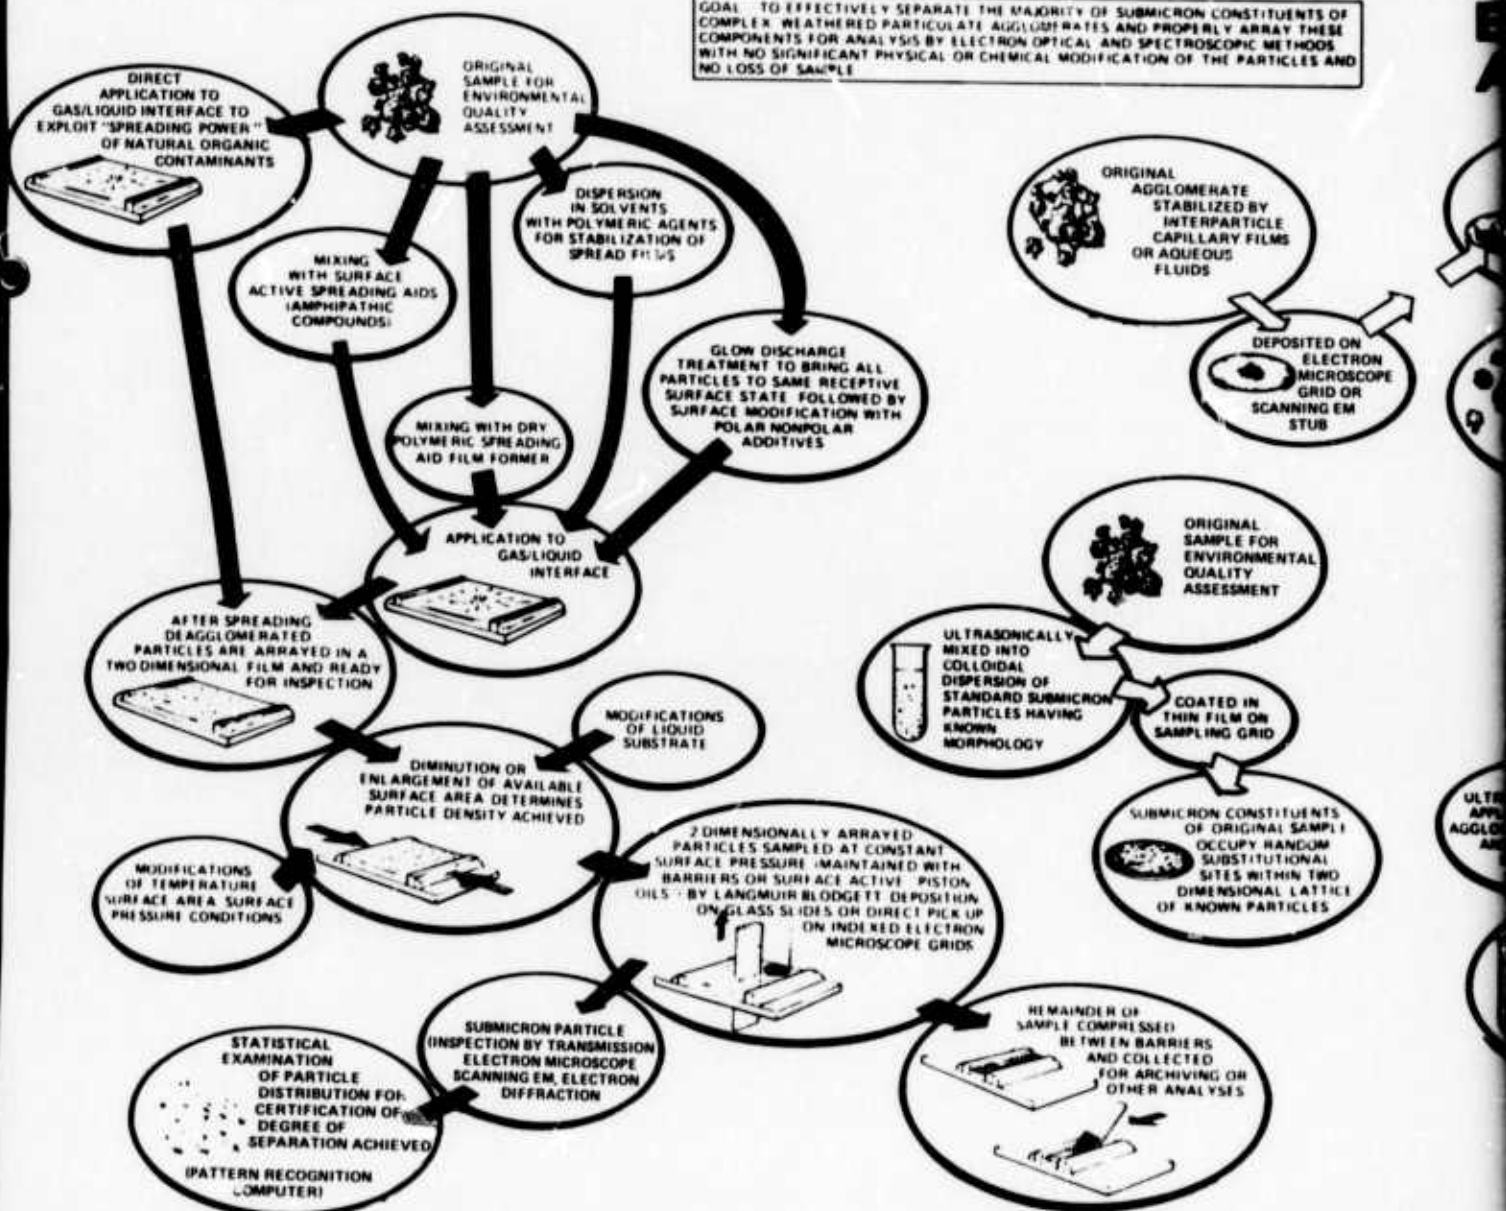 GOAL TO EFFECTIVELY SEPARATE THE MAJORITY OF SUBMICRON CONSTITUENTS OF
COMPLEX WEATHERED PARTICULATE AGGLOMERATES AND PROPERLY ARRAY THESE
COMPONENTS FOR ANALYSIS BY ELECTRON OPTICAL AND SPECTROSCOPIC METHODS
WITH NO SIGNIFICANT PHYSICAL OR CHEMICAL MODIFICATION OF THE PARTICLES AND
NO LOSS OF SAMPLE
DIRECT
APPLICATION TO
GAS/LIQUID INTERFACE TO
EXPLOIT "SPREADING POWER"
OF NATURAL ORGANIC
CONTAMINANTS
ORIGINAL
SAMPLE FOR
ENVIRONMENTAL
QUALITY
ASSESSMENT
MIXING
WITH SURFACE
ACTIVE SPREADING AIDS
(AMPHIPATHIC
COMPOUNDS)
DISPERSION
IN SOLVENTS
WITH POLYMERIC AGENTS
FOR STABILIZATION OF
SPREAD FILMS
MIXING WITH DRY
POLYMERIC SPREADING
AID FILM FORMER
GLOW DISCHARGE
TREATMENT TO BRING ALL
PARTICLES TO SAME RECEPTIVE
SURFACE STATE FOLLOWED BY
SURFACE MODIFICATION WITH
POLAR NONPOLAR
ADDITIVES
APPLICATION TO
GAS/LIQUID
INTERFACE
AFTER SPREADING
DEAGGLOMERATED
PARTICLES ARE ARRAYED IN A
TWO DIMENSIONAL FILM AND READY
FOR INSPECTION
MODIFICATIONS
OF LIQUID
SUBSTRATE
DIMINUTION OR
ENLARGEMENT OF AVAILABLE
SURFACE AREA DETERMINES
PARTICLE DENSITY ACHIEVED
MODIFICATIONS
OF TEMPERATURE
SURFACE AREA SURFACE
PRESSURE CONDITIONS
2 DIMENSIONALLY ARRAYED
PARTICLES SAMPLED AT CONSTANT
SURFACE PRESSURE (MAINTAINED WITH
BARRIERS OR SURFACE ACTIVE PISTON
OILS - BY LANGMUIR BLODGETT DEPOSITION
ON GLASS SLIDES OR DIRECT PICK UP
ON INDEXED ELECTRON
MICROSCOPE GRIDS
SUBMICRON PARTICLE
(INSPECTION BY TRANSMISSION
ELECTRON MICROSCOPE
SCANNING EM, ELECTRON
DIFFRACTION
STATISTICAL
EXAMINATION
OF PARTICLE
DISTRIBUTION FOR
CERTIFICATION OF
DEGREE OF
SEPARATION ACHIEVED
(PATTERN RECOGNITION
COMPUTER)
REMAINDER OF
SAMPLE COMPRESSED
BETWEEN BARRIERS
AND COLLECTED
FOR ARCHIVING OR
OTHER ANALYSES
ORIGINAL
AGGLOMERATE
STABILIZED BY
INTERPARTICLE
CAPILLARY FILMS
OR AQUEOUS
FLUIDS
DEPOSITED ON
ELECTRON
MICROSCOPE
GRID OR
SCANNING EM
STUB
ORIGINAL
SAMPLE FOR
ENVIRONMENTAL
QUALITY
ASSESSMENT
ULTRASONICALLY
MIXED INTO
COLLOIDAL
DISPERSION OF
STANDARD SUBMICRON
PARTICLES HAVING
KNOWN
MORPHOLOGY
COATED IN
THIN FILM ON
SAMPLING GRID
SUBMICRON CONSTITUENTS
OF ORIGINAL SAMPLE
OCCUPY RANDOM
SUBSTITUTIONAL
SITES WITHIN TWO
DIMENSIONAL LATTICE
OF KNOWN PARTICLES